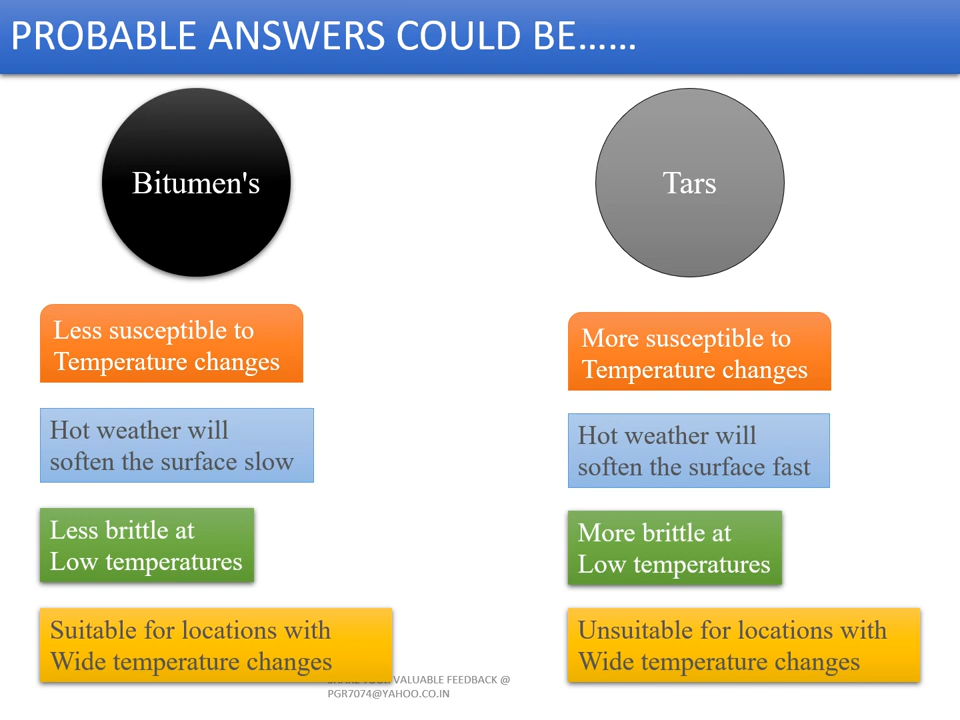 PROBABLE ANSWERS COULD BE……
Bitumen's
Less susceptible to
Temperature changes
Hot weather will
soften the surface slow
Less brittle at
Low temperatures
Suitable for locations with
Wide temperature changes
Tars
More susceptible to
Temperature changes
Hot weather will
soften the surface fast
More brittle at
Low temperatures
Unsuitable for locations with
Wide temperature changes
VALUABLE FEEDBACK @
PGR7074@YAHOO.CO.IN